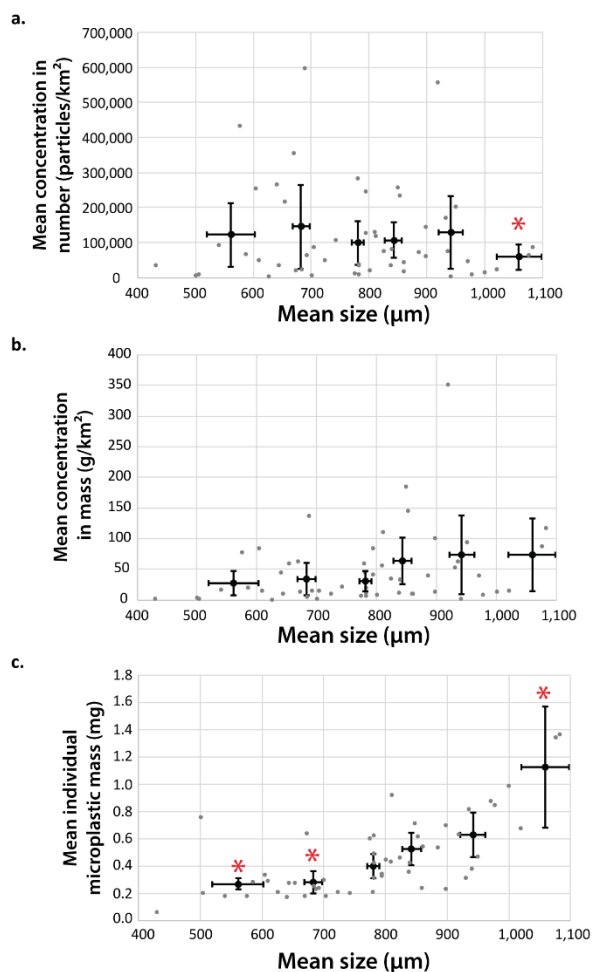 a.
700,000
600,000
500,000
400,000
300,000
200,000
100,000
0
Mean concentration in
number (particles/km²)
400 500 600 700 800 900 1,000 1,100
Mean size (µm)
*
b.
400
350
300
250
200
150
100
50
0
Mean concentration
in mass (g/km²)
400 500 600 700 800 900 1,000 1,100
Mean size (µm)
c.
1.8
1.6
1.4
1.2
1.0
0.8
0.6
0.4
0.2
0.0
Mean individual
microplastic mass (mg)
* * *
400 500 600 700 800 900 1,000 1,100
Mean size (µm)